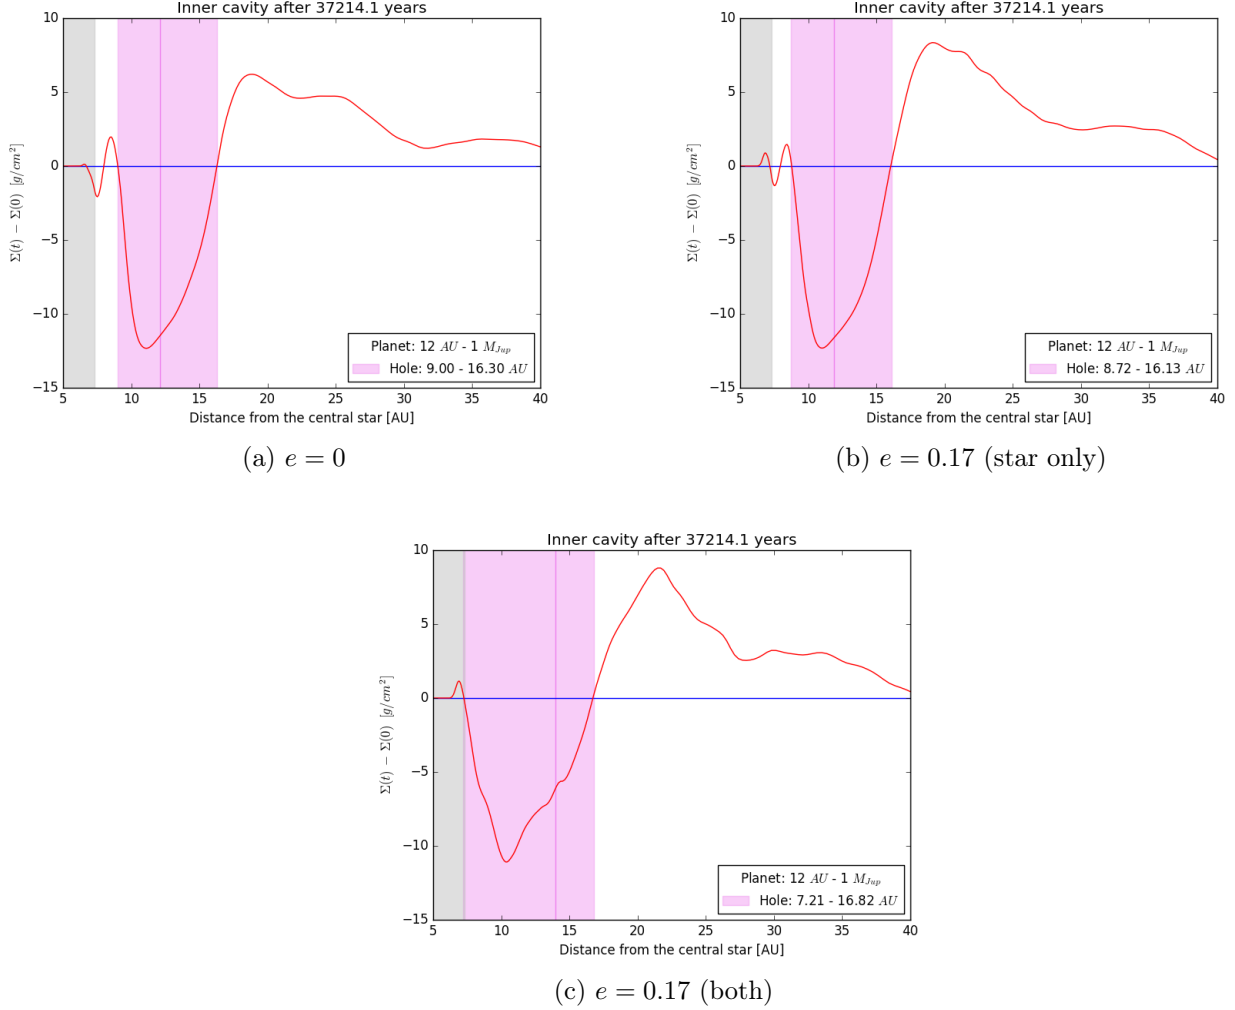 Inner cavity after 37214.1 years
10
5
0
−5
−10
−15
Σ(t) − Σ(0) [g/cm²]
Planet: 12 AU - 1 M_Jup
Hole: 9.00 - 16.30 AU
5 10 15 20 25 30 35 40
Distance from the central star [AU]
(a) e = 0
Inner cavity after 37214.1 years
10
5
0
−5
−10
−15
Σ(t) − Σ(0) [g/cm²]
Planet: 12 AU - 1 M_Jup
Hole: 8.72 - 16.13 AU
5 10 15 20 25 30 35 40
Distance from the central star [AU]
(b) e = 0.17 (star only)
Inner cavity after 37214.1 years
10
5
0
−5
−10
−15
Σ(t) − Σ(0) [g/cm²]
Planet: 12 AU - 1 M_Jup
Hole: 7.21 - 16.82 AU
5 10 15 20 25 30 35 40
Distance from the central star [AU]
(c) e = 0.17 (both)